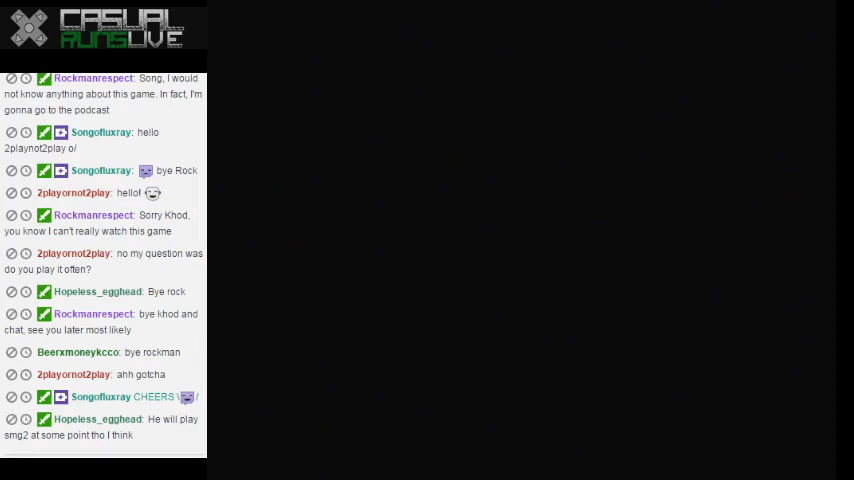 CASUAL
RUNSLIVE
Rockmanrespect: Song, I would
not know anything about this game. In fact, I'm
gonna go to the podcast
Songofluxray: hello
2playnot2play o/
Songofluxray: bye Rock
2playornot2play: hello!
Rockmanrespect: Sorry Khod,
you know I can't really watch this game
2playornot2play: no my question was
do you play it often?
Hopeless_egghead: Bye rock
Rockmanrespect: bye khod and
chat, see you later most likely
Beerxmoneykcco: bye rockman
2playornot2play: ahh gotcha
Songofluxray CHEERS \ /
Hopeless_egghead: He will play
smg2 at some point tho I think